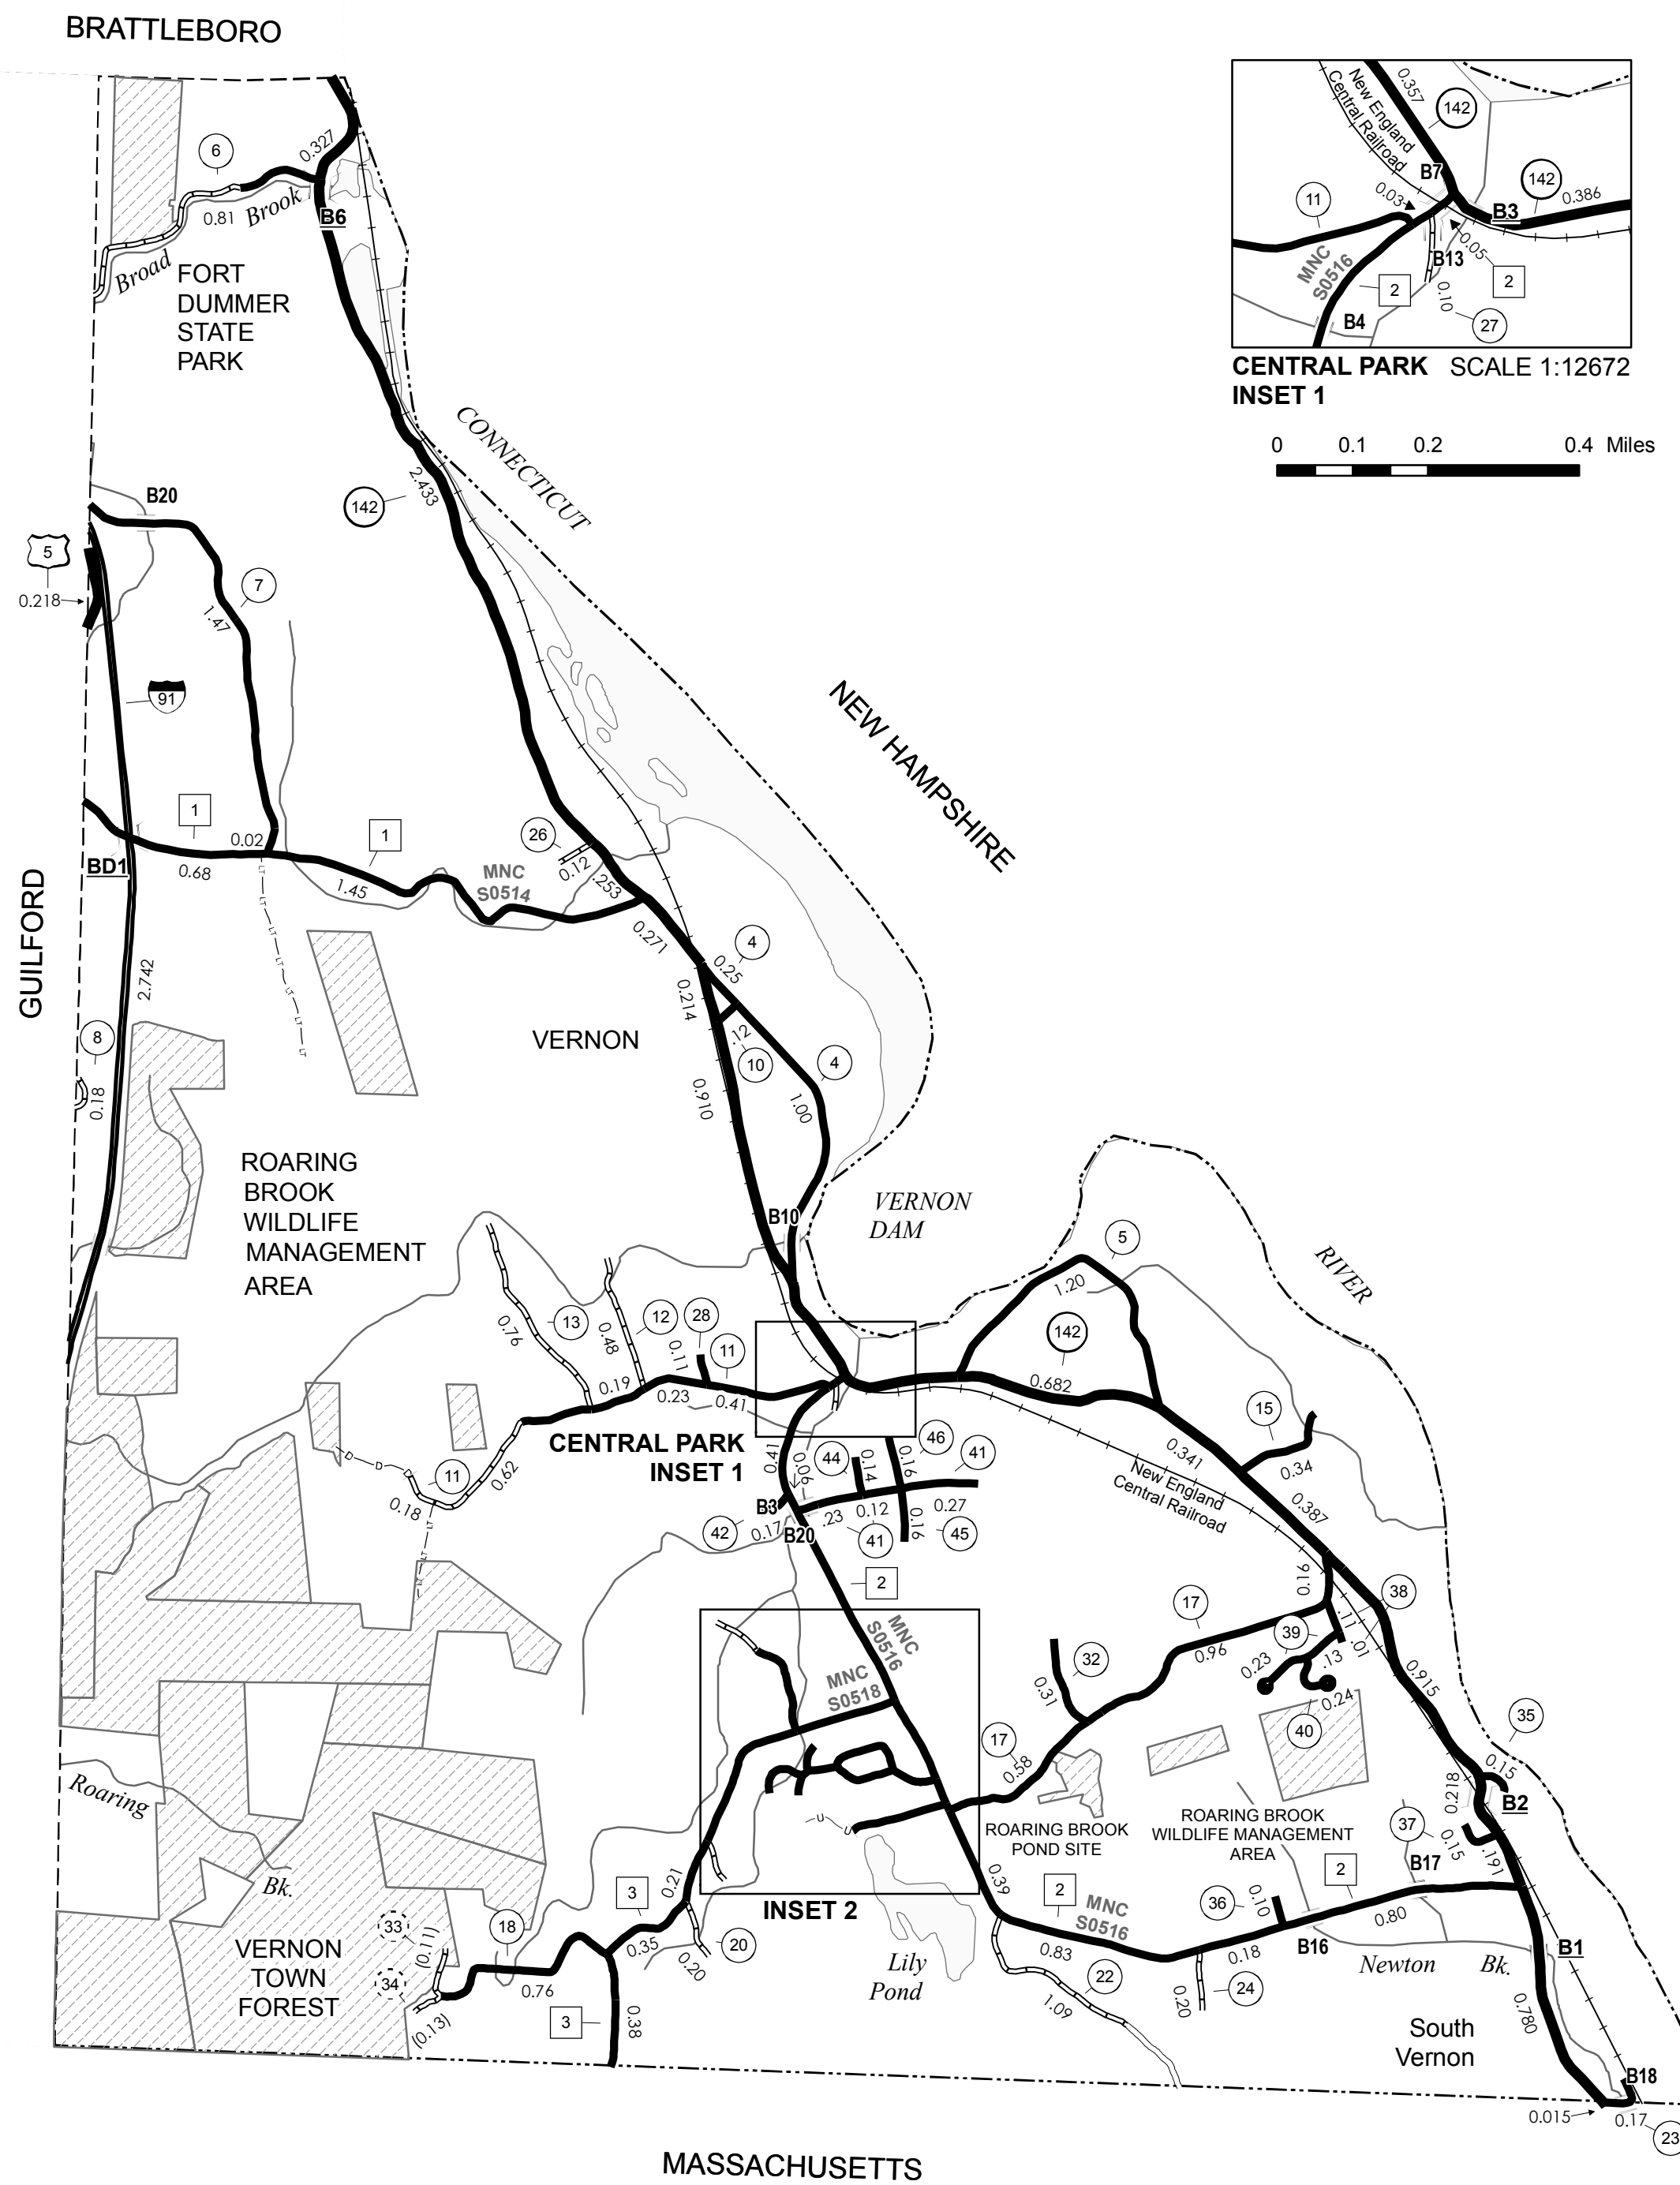 BRATTLEBORO
0.357
142
New England
Central Railroad
B7
142
0.386
11
0.03
B3
0.05
B13
MNC
S0516
2
2
0.10
27
B4
CENTRAL PARK SCALE 1:12672
INSET 1
0 0.1 0.2 0.4 Miles
6
0.327
0.81
Brook
B6
Broad
FORT
DUMMER
STATE
PARK
CONNECTICUT
142
2.433
B20
5
0.218
7
1.47
91
NEW HAMPSHIRE
1
1
26
0.02
BD1
0.68
1.45
MNC
S0514
0.12
.253
0.271
GUILFORD
4
0.25
2.742
0.214
VERNON
.12
10
4
8
0.18
0.910
1.00
ROARING
BROOK
WILDLIFE
MANAGEMENT
AREA
VERNON
DAM
B10
5
1.20
RIVER
13
12
28
0.76
0.48
0.11
11
142
0.19
0.23
0.41
0.682
15
CENTRAL PARK
INSET 1
0.41
0.06
44
0.14
46
0.16
41
0.341
0.34
New England
Central Railroad
0.387
11
0.62
0.18
LT
D
D
B3
42
0.17
B20
.23
41
0.12
0.27
0.16
45
2
0.16
38
17
MNC
S0516
39
.11
.01
0.96
32
0.23
.13
0.31
0.24
0.915
40
MNC
S0518
35
17
0.58
0.15
0.218
B2
Roaring
ROARING BROOK
POND SITE
ROARING BROOK
WILDLIFE MANAGEMENT
AREA
37
0.15
.191
U
U
B17
2
0.39
0.21
Bk.
3
INSET 2
2
MNC
S0516
36
0.10
0.80
33
(0.11)
18
0.35
20
0.20
0.83
0.18
B16
B1
VERNON
TOWN
FOREST
34
0.76
Lily
Pond
22
24
Newton Bk.
(0.13)
3
0.38
1.09
0.20
0.780
South
Vernon
B18
0.015
0.17
23
MASSACHUSETTS